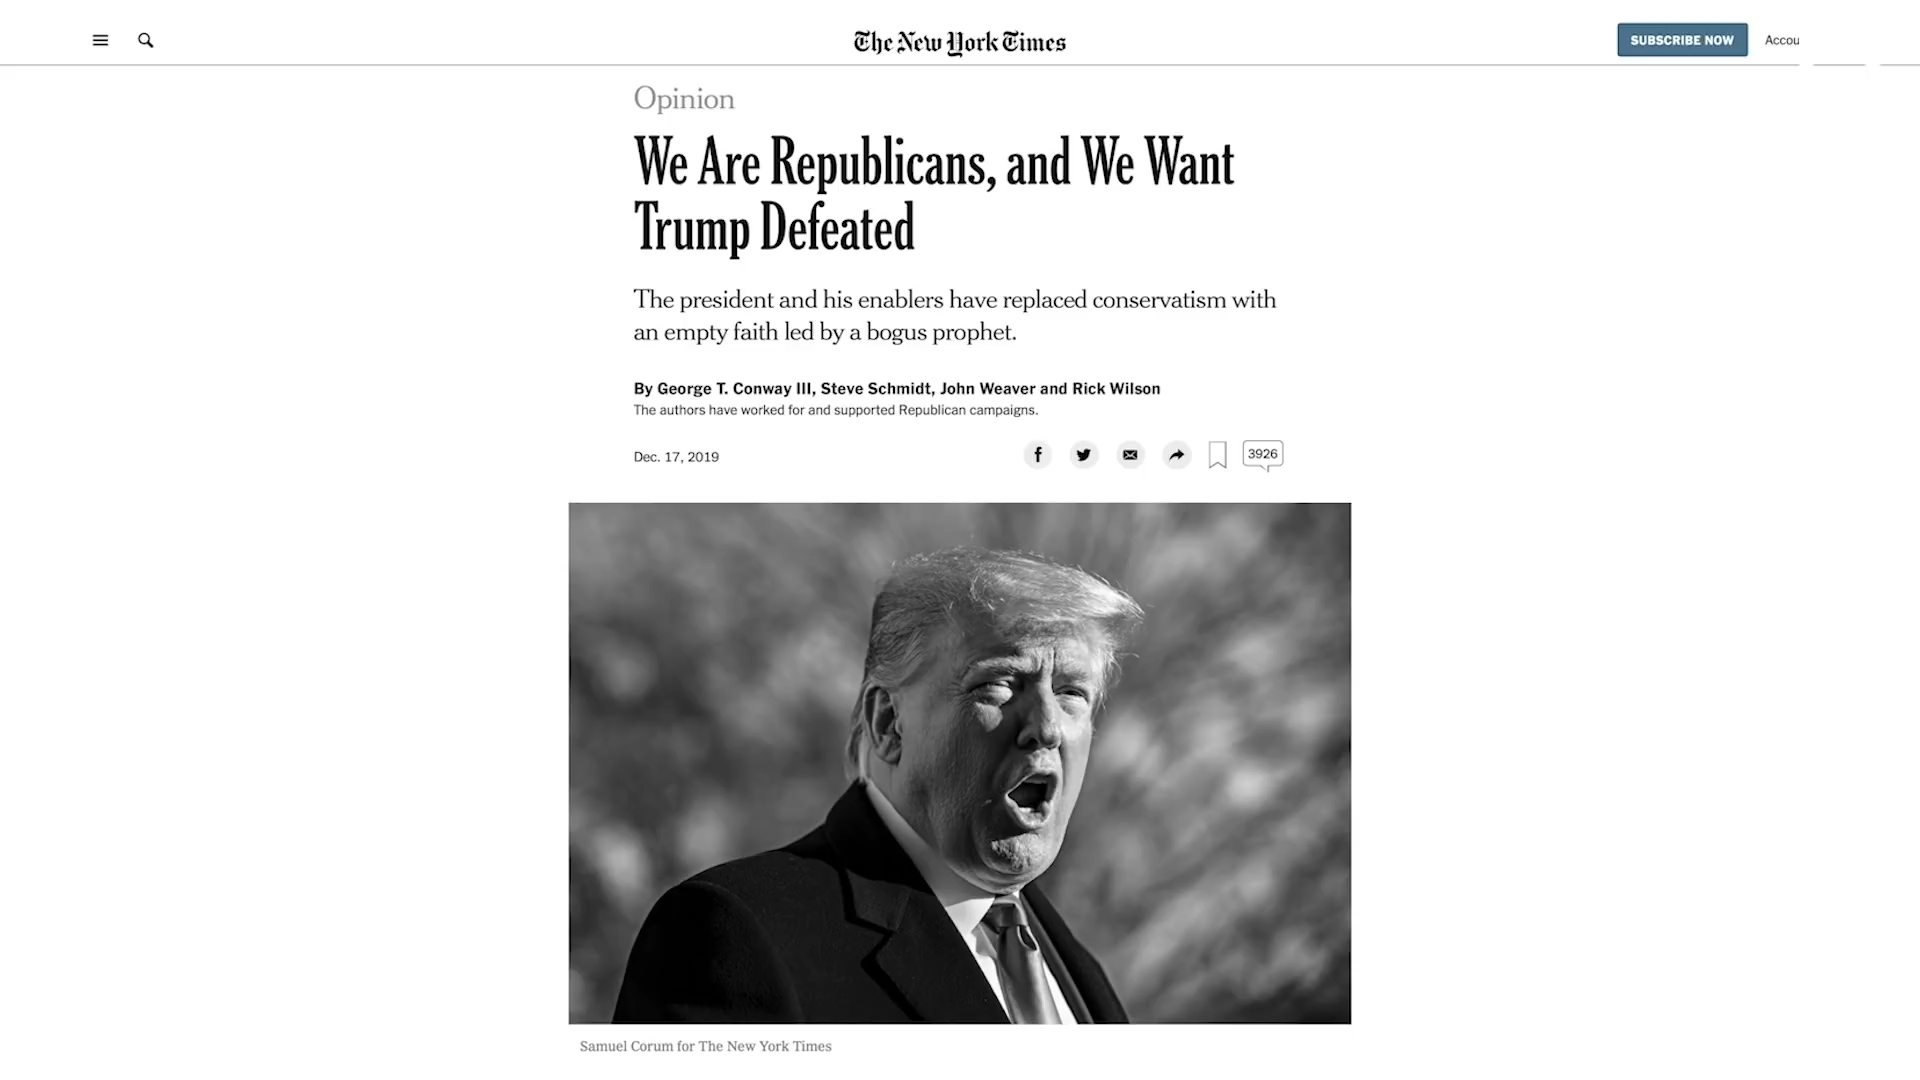 The New York Times
SUBSCRIBE NOW
Accou
Opinion
We Are Republicans, and We Want
Trump Defeated
The president and his enablers have replaced conservatism with
an empty faith led by a bogus prophet.
By George T. Conway III, Steve Schmidt, John Weaver and Rick Wilson
The authors have worked for and supported Republican campaigns.
Dec. 17, 2019
3926
Samuel Corum for The New York Times